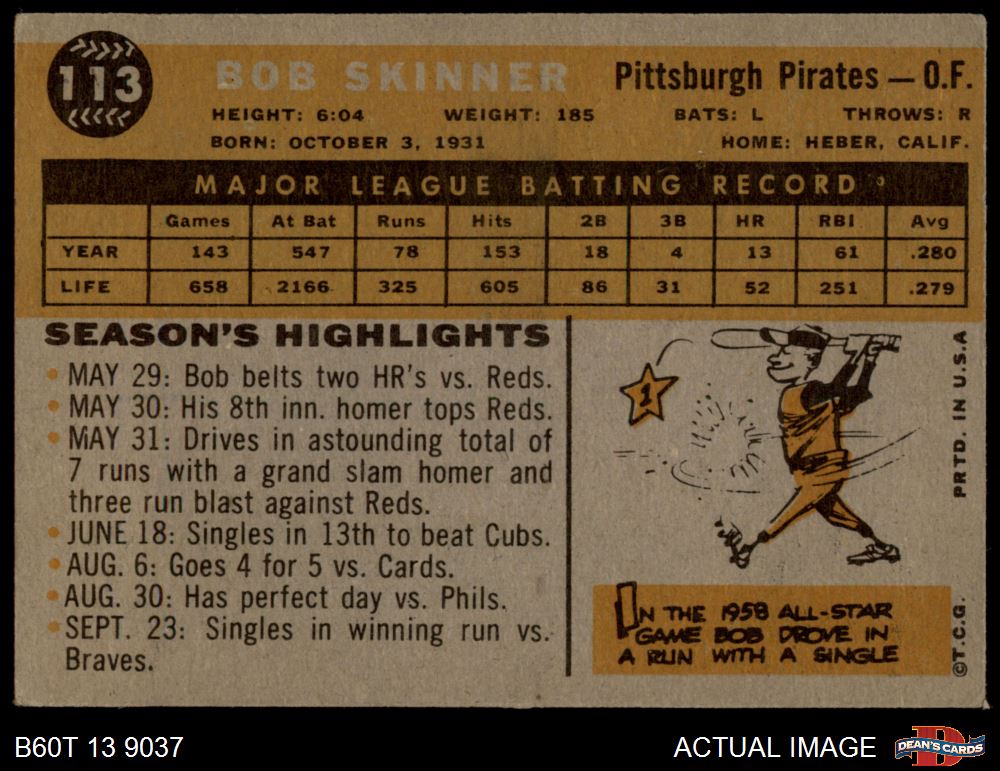 113
BOB SKINNER
Pittsburgh Pirates — O.F.
HEIGHT: 6:04 WEIGHT: 185 BATS: L THROWS: R
BORN: OCTOBER 3, 1931 HOME: HEBER, CALIF.
MAJOR LEAGUE BATTING RECORD
Games At Bat Runs Hits 2B 3B HR RBI Avg
YEAR 143 547 78 153 18 4 13 61 .280
LIFE 658 2166 325 605 86 31 52 251 .279
SEASON'S HIGHLIGHTS
• MAY 29: Bob belts two HR's vs. Reds.
• MAY 30: His 8th inn. homer tops Reds.
• MAY 31: Drives in astounding total of
7 runs with a grand slam homer and
three run blast against Reds.
• JUNE 18: Singles in 13th to beat Cubs.
• AUG. 6: Goes 4 for 5 vs. Cards.
• AUG. 30: Has perfect day vs. Phils.
• SEPT. 23: Singles in winning run vs.
Braves.
1
IN THE 1958 ALL-STAR
GAME BOB DROVE IN
A RUN WITH A SINGLE
PRTD. IN U.S.A
©T.C.G.
B60T 13 9037
ACTUAL IMAGE
DEAN'S CARDS